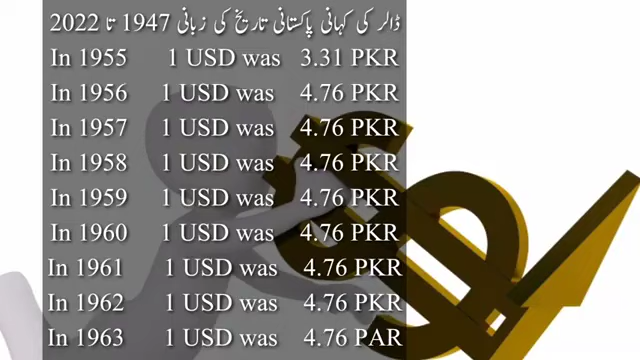 ڈالر کی کہانی پاکستانی تاریخ کی زبانی 1947 تا 2022
In 1955 1 USD was 3.31 PKR
In 1956 1 USD was 4.76 PKR
In 1957 1 USD was 4.76 PKR
In 1958 1 USD was 4.76 PKR
In 1959 1 USD was 4.76 PKR
In 1960 1 USD was 4.76 PKR
In 1961 1 USD was 4.76 PKR
In 1962 1 USD was 4.76 PKR
In 1963 1 USD was 4.76 PAR